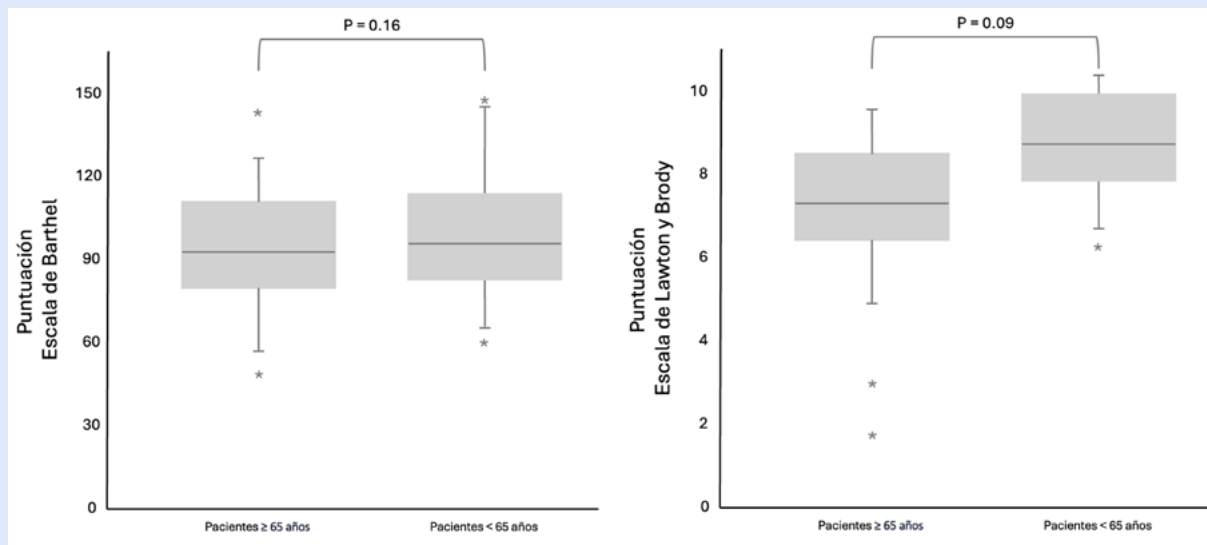 P = 0.16
Puntuación
Escala de Barthel
150
120
90
60
30
0
Pacientes ≥ 65 años
Pacientes < 65 años
P = 0.09
Puntuación
Escala de Lawton y Brody
10
8
6
4
2
0
Pacientes ≥ 65 años
Pacientes < 65 años